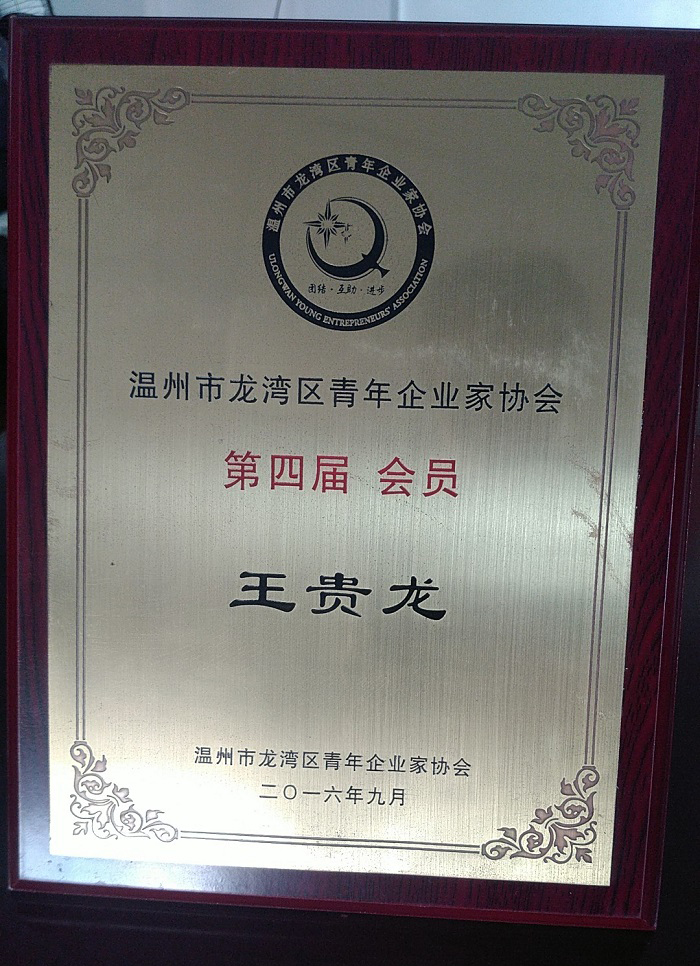 温州市龙湾区青年企业家协会
团结·互助·进步
ULONGWAN YOUNG ENTREPRENEURS' ASSOCIATION
温州市龙湾区青年企业家协会
第四届 会员
王贵龙
温州市龙湾区青年企业家协会
二〇一六年九月